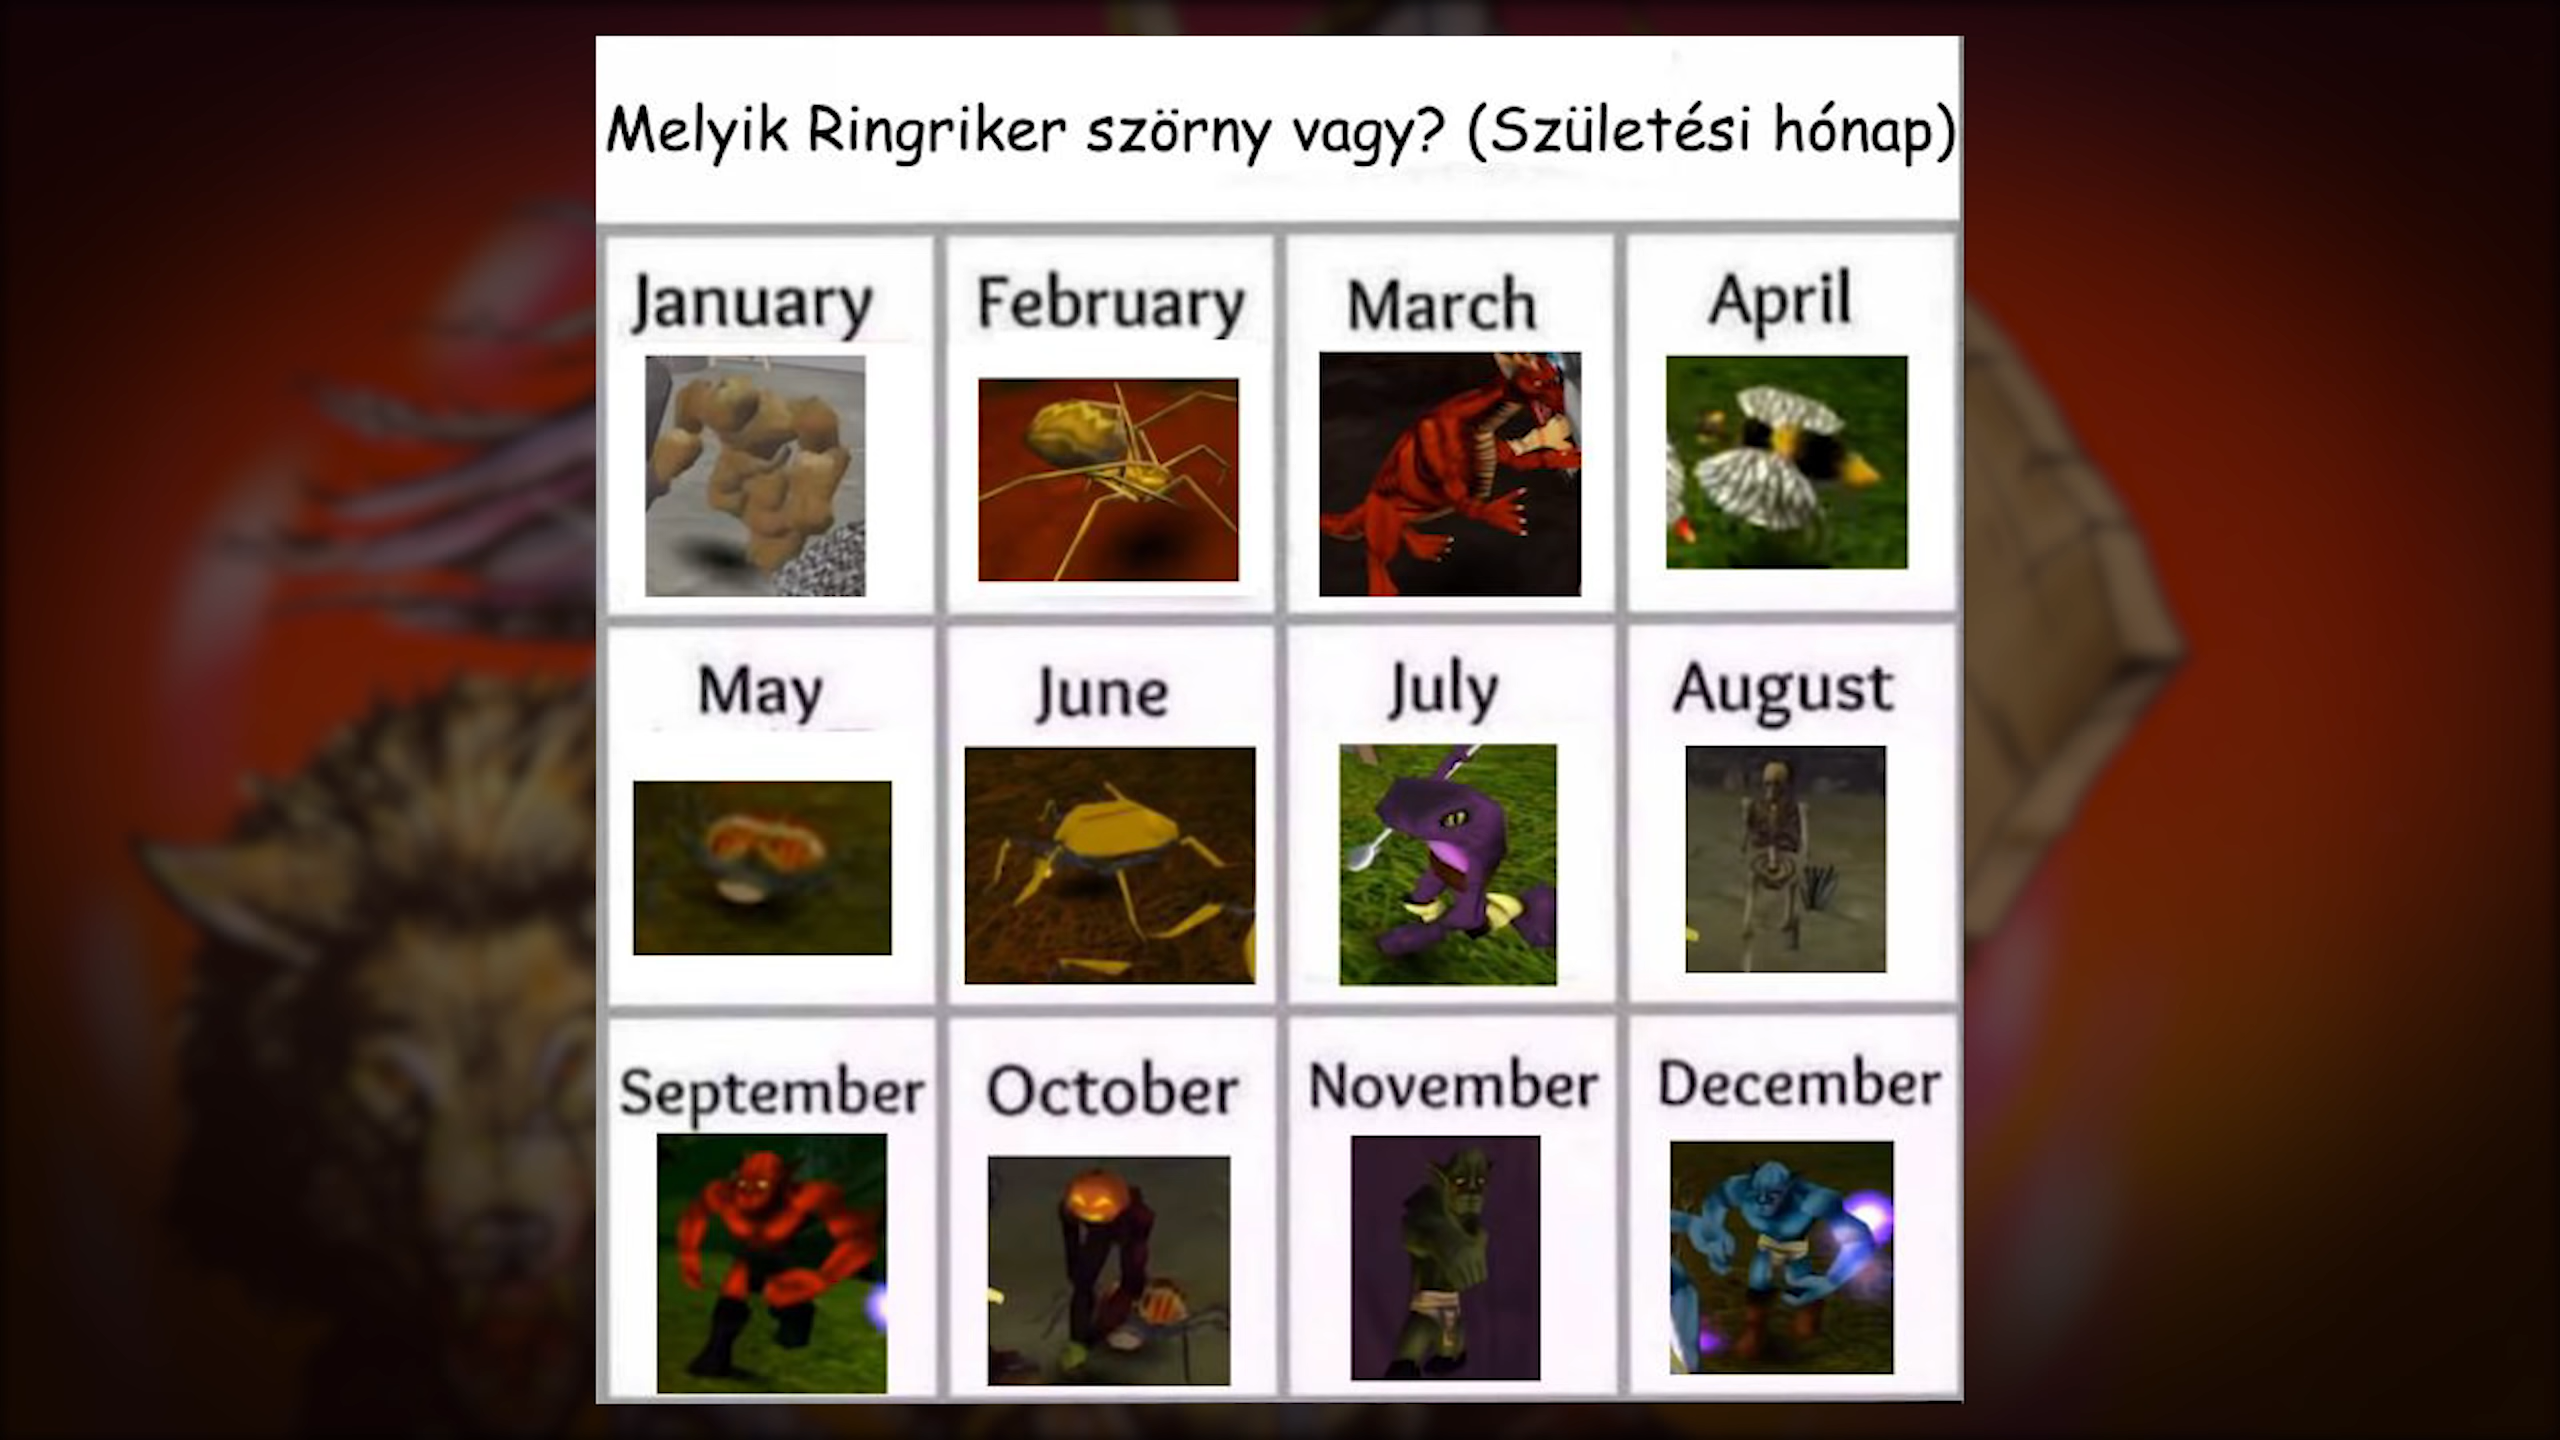 Melyik Ringriker szörny vagy? (Születési hónap)
January
February
March
April
May
June
July
August
September
October
November
December